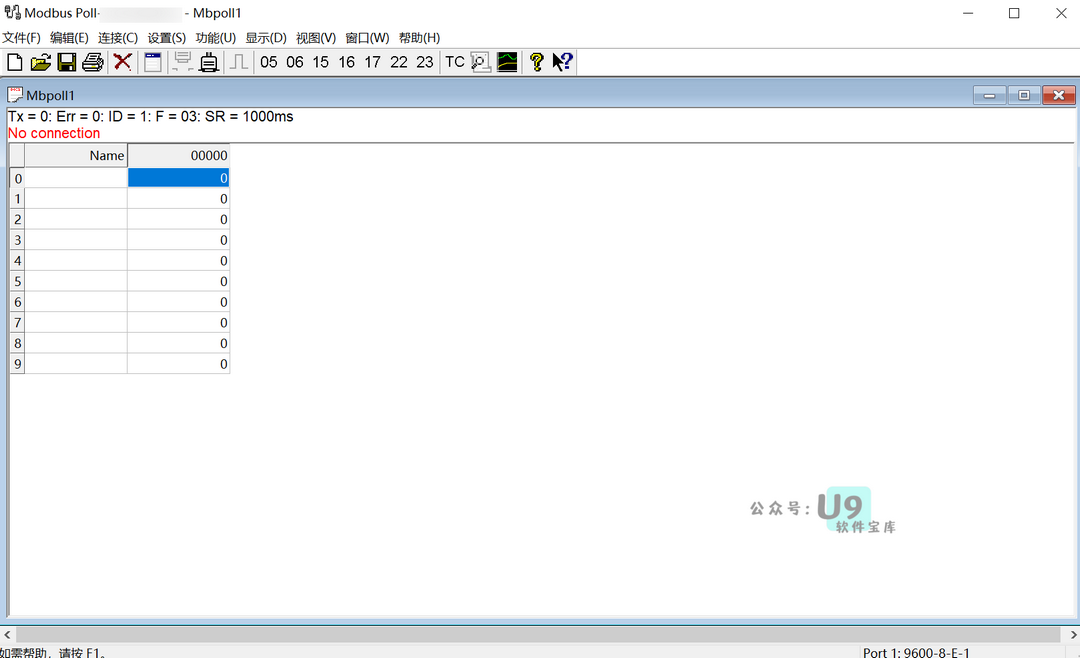 Modbus Poll- - Mbpoll1
文件(F) 编辑(E) 连接(C) 设置(S) 功能(U) 显示(D) 视图(V) 窗口(W) 帮助(H)
05 06 15 16 17 22 23 TC
Mbpoll1
Tx = 0: Err = 0: ID = 1: F = 03: SR = 1000ms
No connection
Name 00000
0 0
1 0
2 0
3 0
4 0
5 0
6 0
7 0
8 0
9 0
公众号: U9
软件宝库
如需帮助，请按 F1。 Port 1: 9600-8-E-1